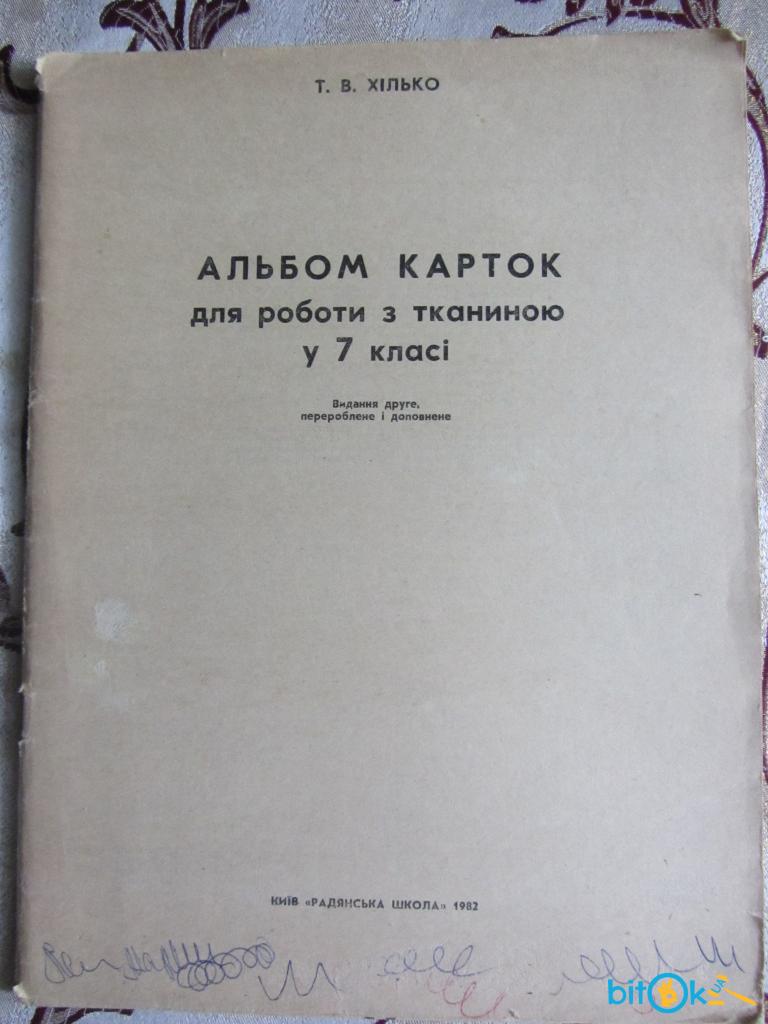 Т. В. ХІЛЬКО
АЛЬБОМ КАРТОК
для роботи з тканиною
у 7 класі
Видання друге,
перероблене і доповнене
КИЇВ «РАДЯНСЬКА ШКОЛА» 1982
bitok.ua